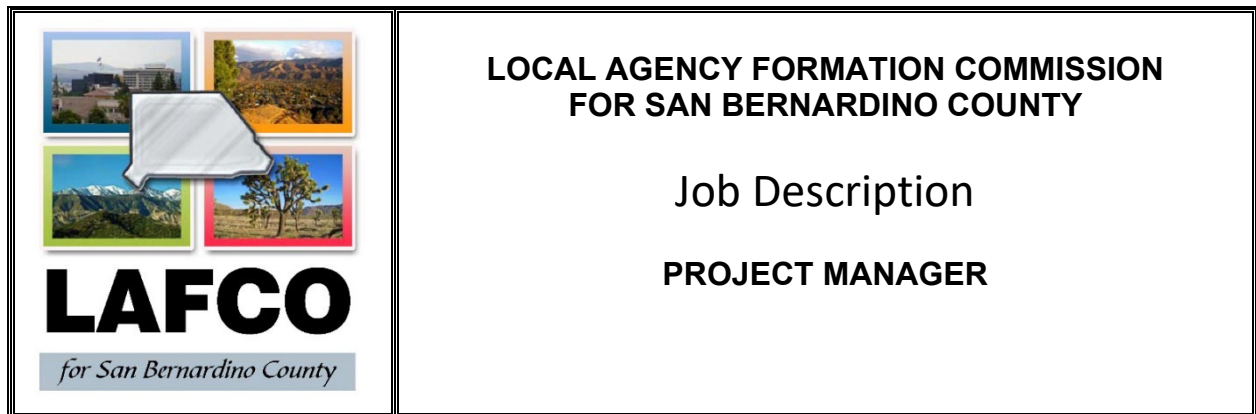 LAFCO
for San Bernardino County
LOCAL AGENCY FORMATION COMMISSION
FOR SAN BERNARDINO COUNTY
Job Description
PROJECT MANAGER